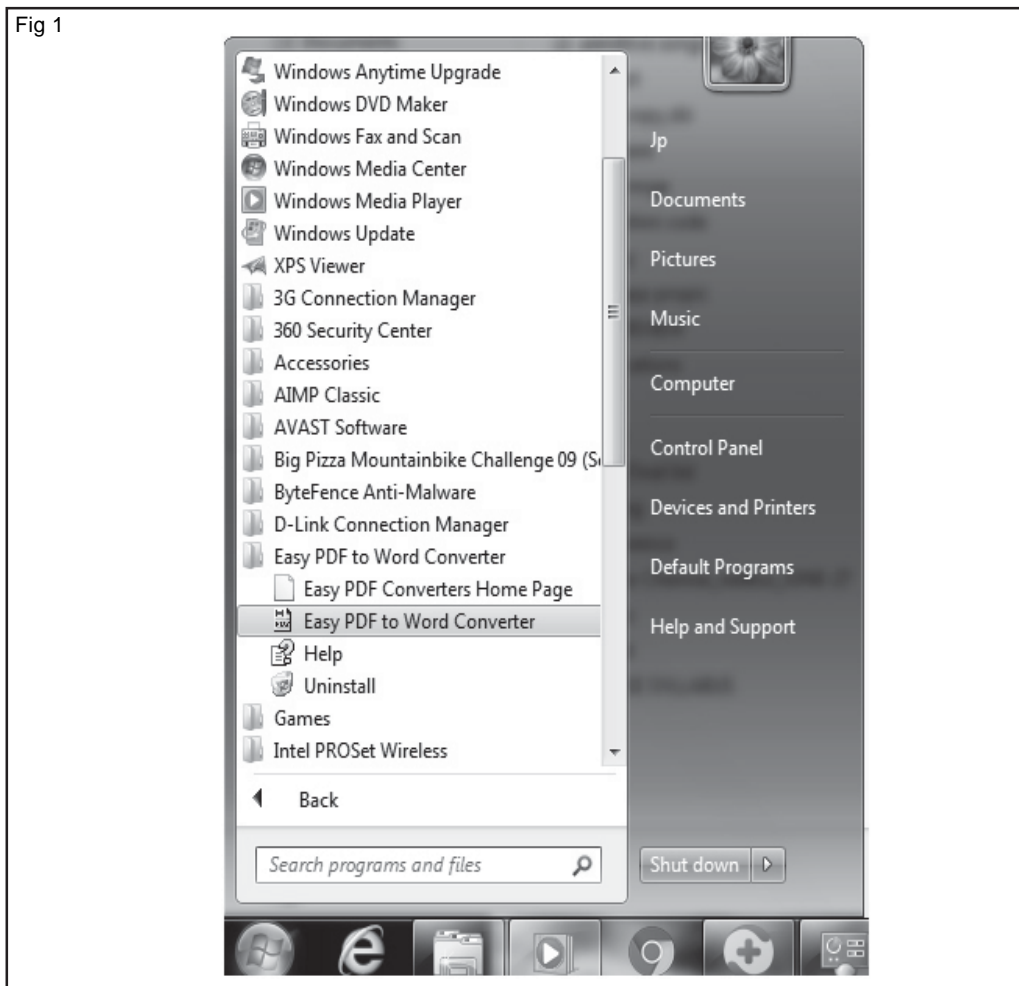 Fig 1
Windows Anytime Upgrade
Windows DVD Maker
Windows Fax and Scan
Windows Media Center
Windows Media Player
Windows Update
XPS Viewer
3G Connection Manager
360 Security Center
Accessories
AIMP Classic
AVAST Software
Big Pizza Mountainbike Challenge 09 (S
ByteFence Anti-Malware
D-Link Connection Manager
Easy PDF to Word Converter
Easy PDF Converters Home Page
Easy PDF to Word Converter
Help
Uninstall
Games
Intel PROSet Wireless
Back
Search programs and files
Jp
Documents
Pictures
Music
Computer
Control Panel
Devices and Printers
Default Programs
Help and Support
Shut down